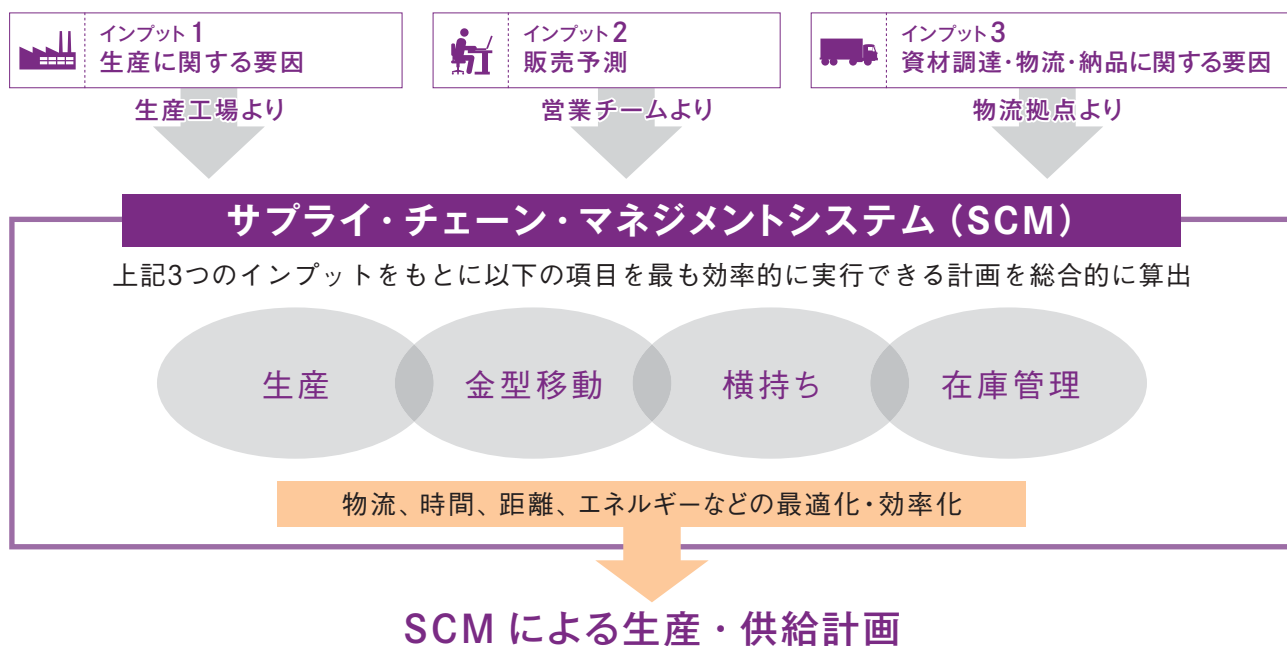 インプット1
生産に関する要因
インプット2
販売予測
インプット3
資材調達・物流・納品に関する要因
生産工場より
営業チームより
物流拠点より
サプライ・チェーン・マネジメントシステム(SCM)
上記3つのインプットをもとに以下の項目を最も効率的に実行できる計画を総合的に算出
生産
金型移動
横持ち
在庫管理
物流、時間、距離、エネルギーなどの最適化・効率化
SCM による生産・供給計画